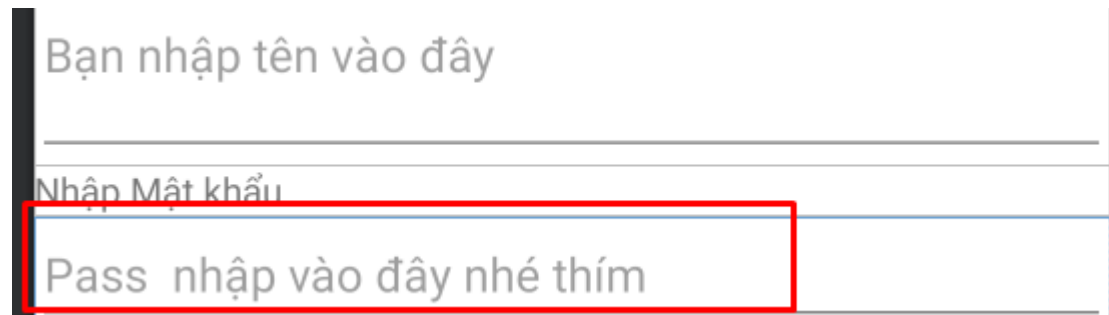 Bạn nhập tên vào đây
Nhập Mật khẩu
Pass  nhập vào đây nhé thím